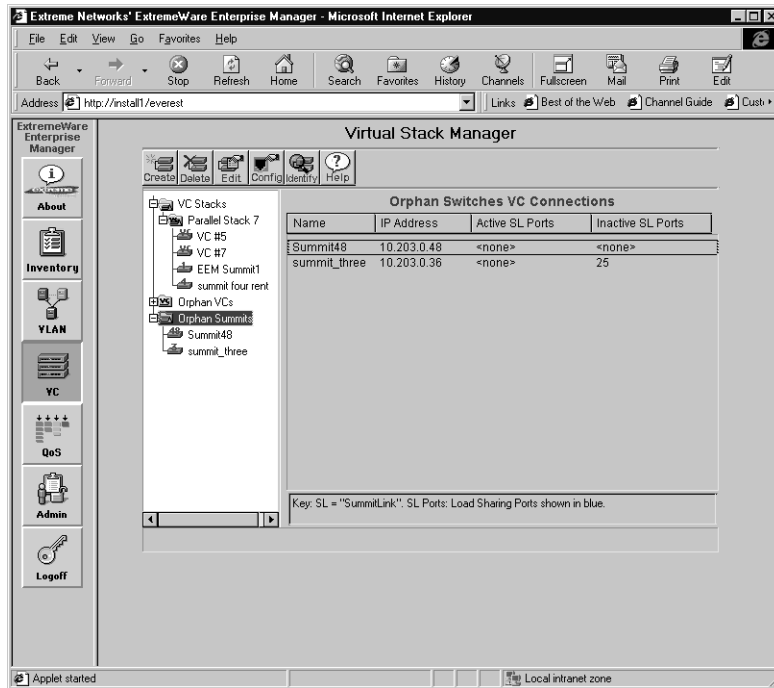 Extreme Networks' ExtremeWare Enterprise Manager - Microsoft Internet Explorer
File Edit View Go Favorites Help
Back Forward Stop Refresh Home Search Favorites History Channels Fullscreen Mail Print Edit
Address http://install1/everest Links Best of the Web Channel Guide Custo
ExtremeWare
Enterprise
Manager
About
Inventory
VLAN
VC
QoS
Admin
Logoff
Virtual Stack Manager
Create Delete Edit Config Identify Help
VC Stacks
Parallel Stack 7
VC #5
VC #7
EEM Summit1
summit four rent
Orphan VCs
Orphan Summits
Summit48
summit_three
Orphan Switches VC Connections
Name IP Address Active SL Ports Inactive SL Ports
Summit48 10.203.0.48 <none> <none>
summit_three 10.203.0.36 <none> 25
Key: SL = "SummitLink". SL Ports: Load Sharing Ports shown in blue.
Applet started Local intranet zone